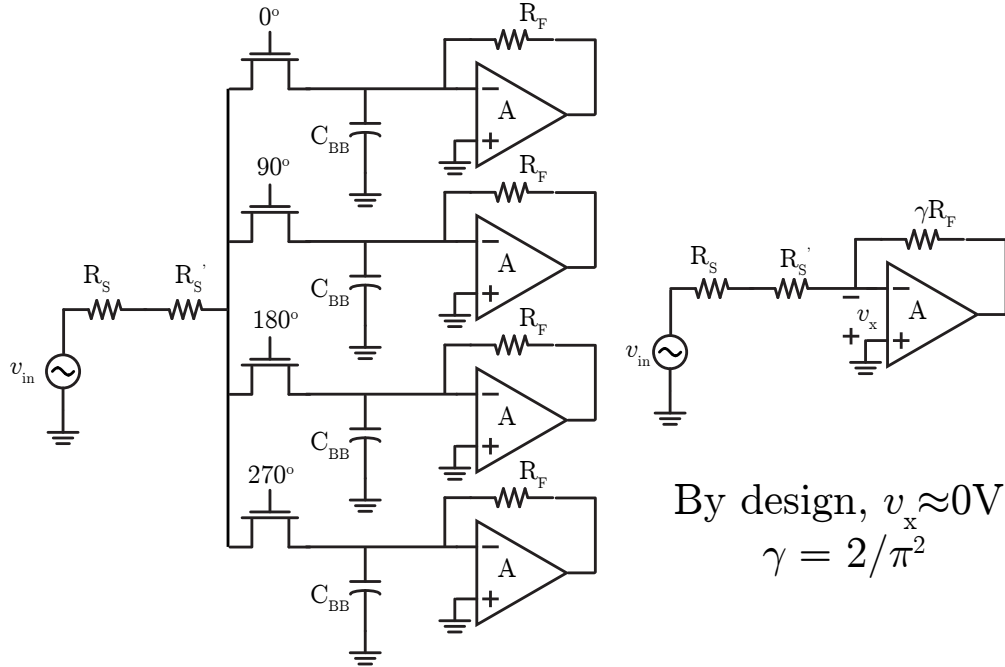 0°
R_F
A
C_BB
90°
R_F
A
C_BB
R_S R_S'
v_in
180°
R_F
A
C_BB
270°
R_F
A
C_BB
γR_F
R_S R_S'
A
v_x
v_in
By design, v_x≈0V
γ = 2/π²